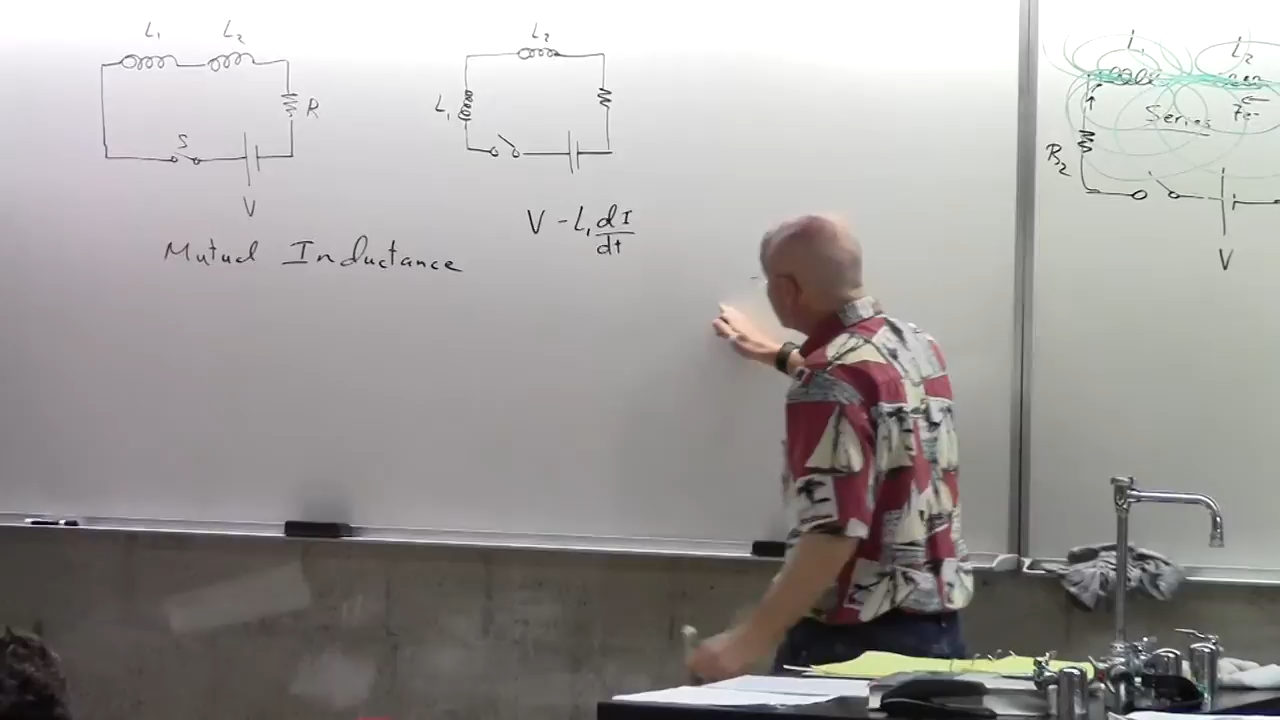 L₁ L₂
R
S
V
Mutual Inductance
L₂
L₁
V - L₁ dI/dt
L₁ L₂
Series
R₂
V